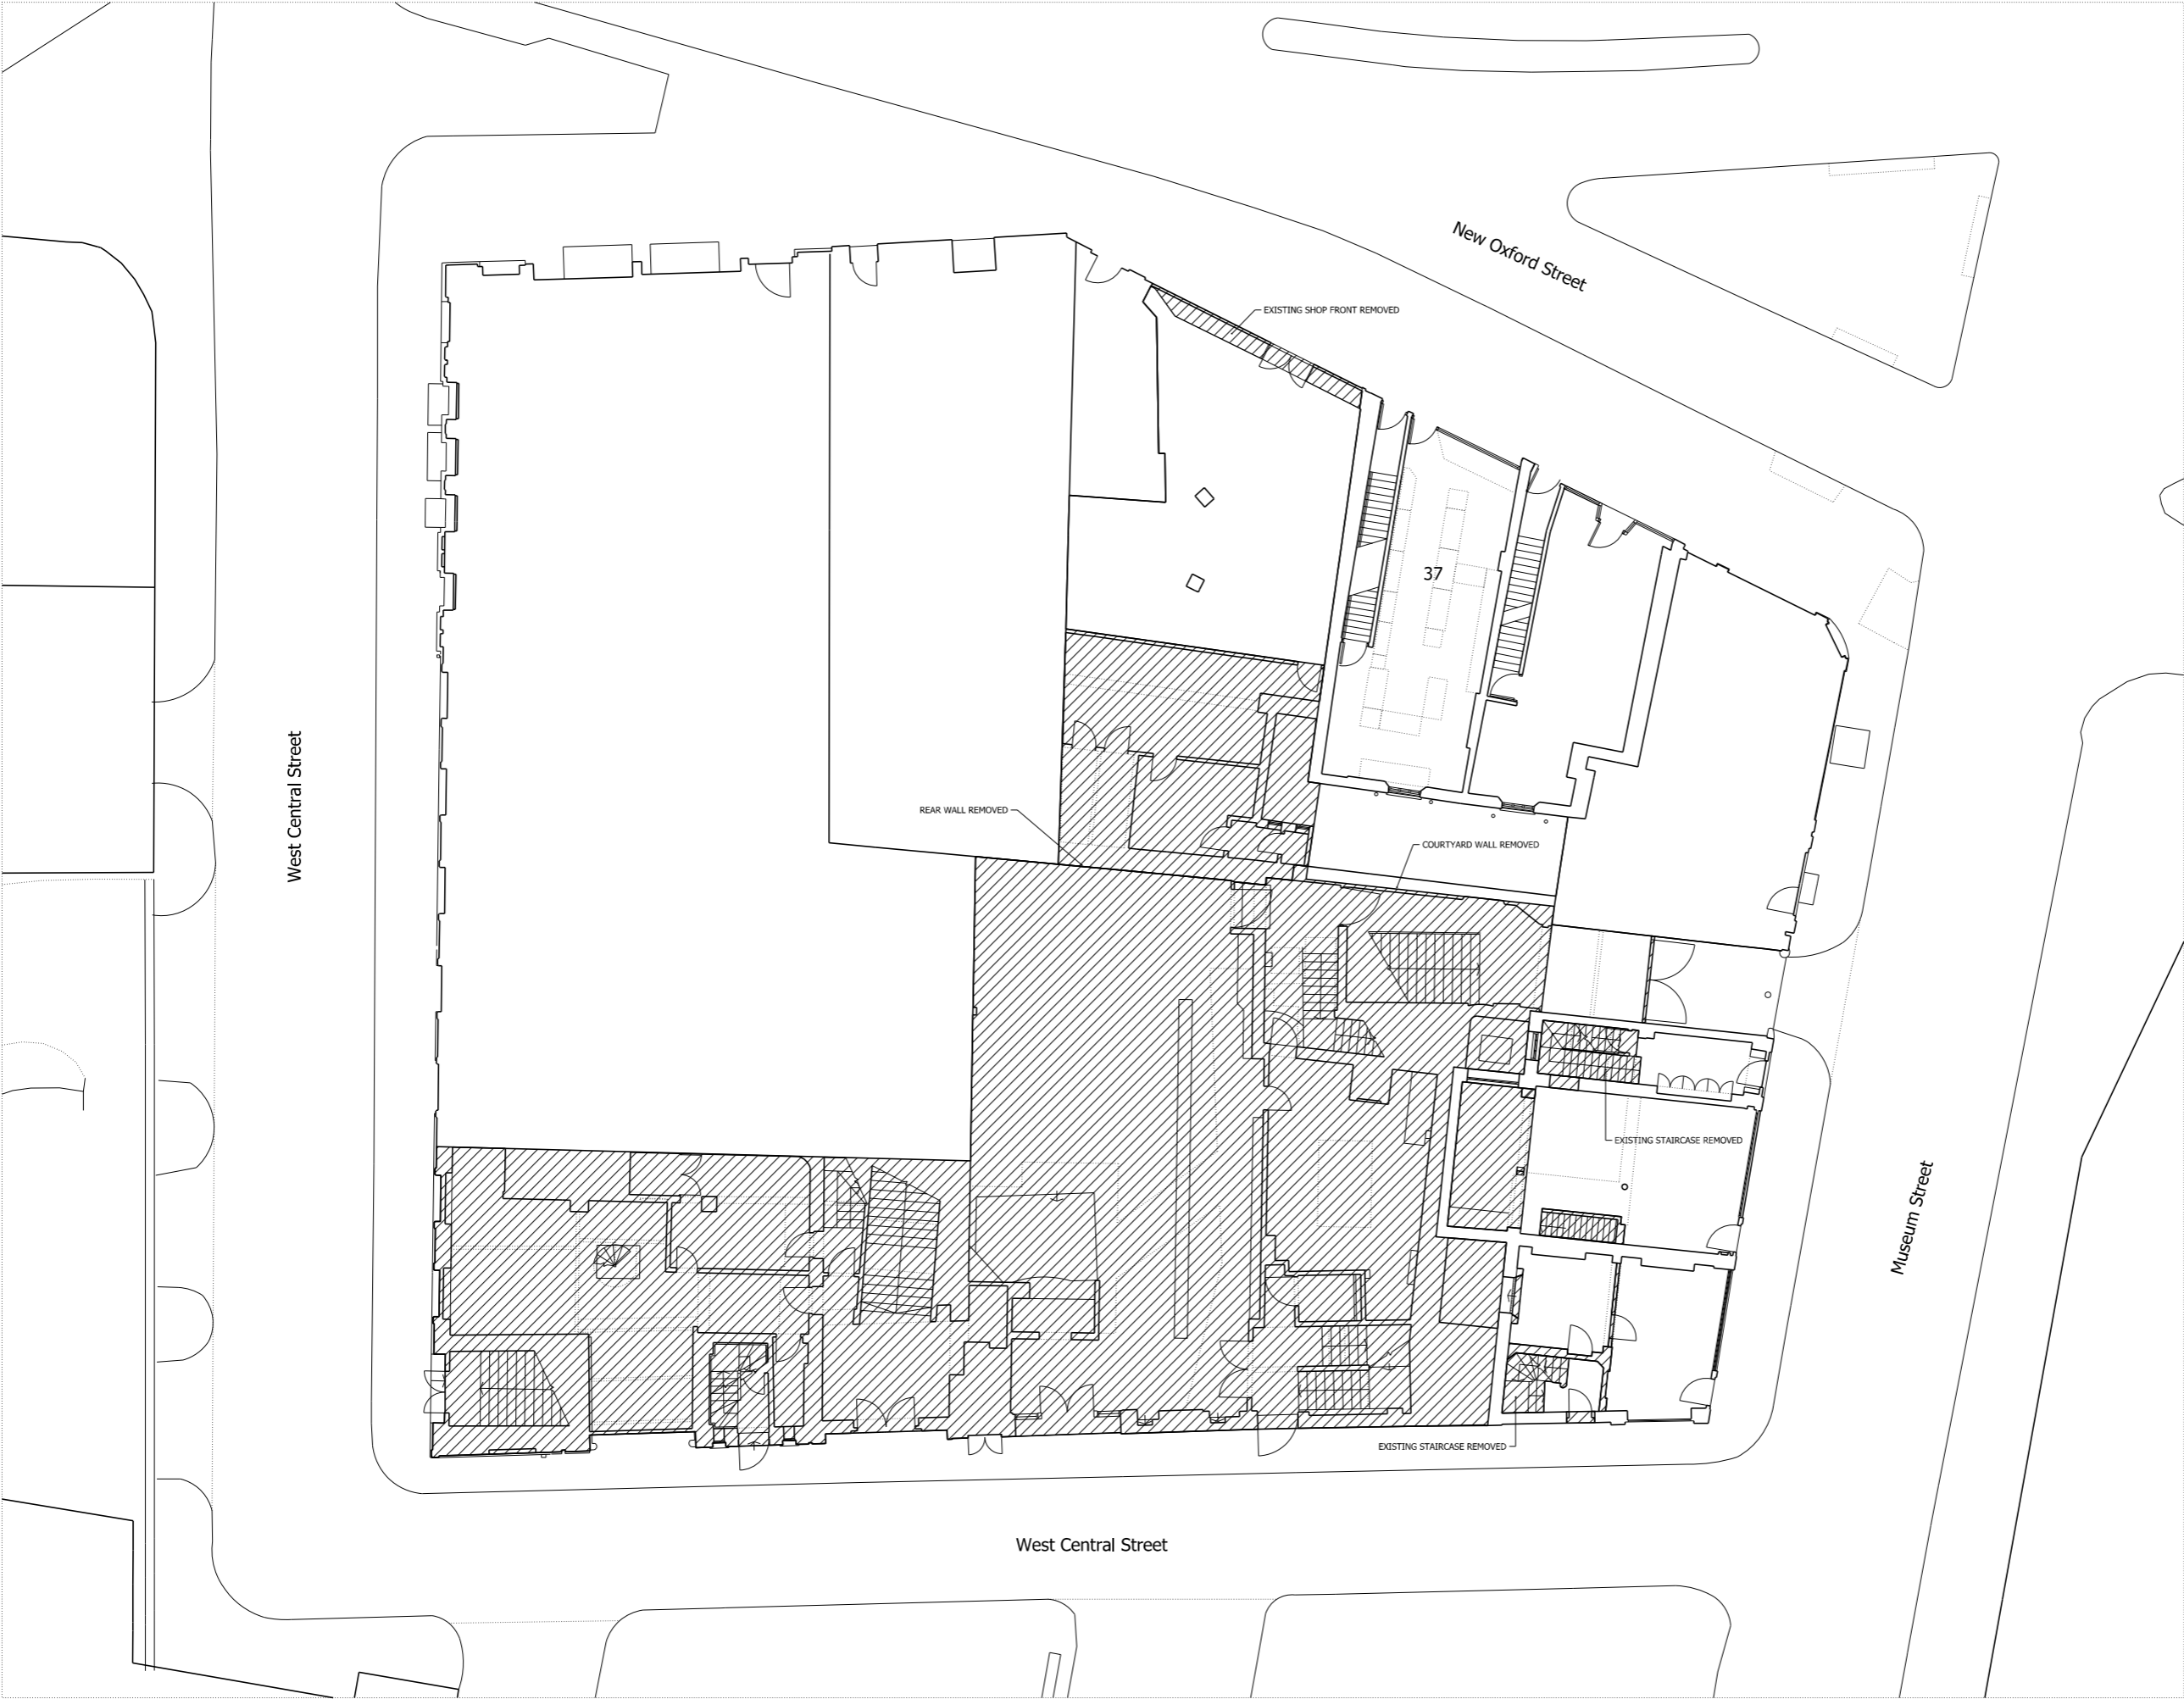 New Oxford Street
EXISTING SHOP FRONT REMOVED
37
West Central Street
REAR WALL REMOVED
COURTYARD WALL REMOVED
EXISTING STAIRCASE REMOVED
Museum Street
EXISTING STAIRCASE REMOVED
West Central Street